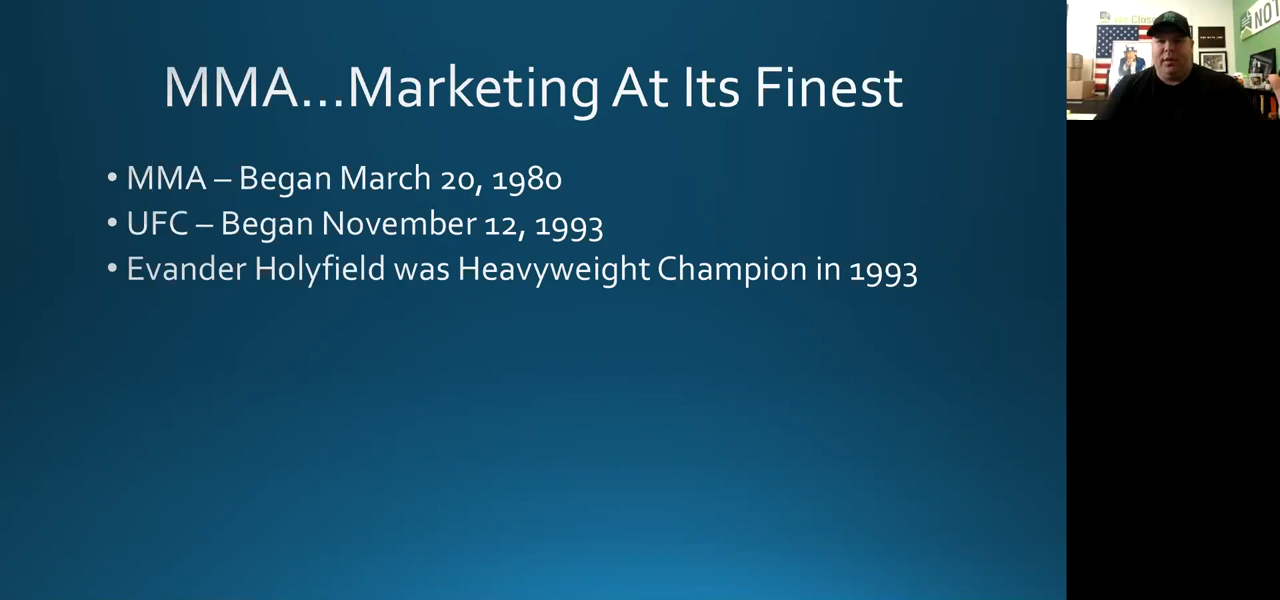 MMA...Marketing At Its Finest
• MMA – Began March 20, 1980
• UFC – Began November 12, 1993
• Evander Holyfield was Heavyweight Champion in 1993
NOT